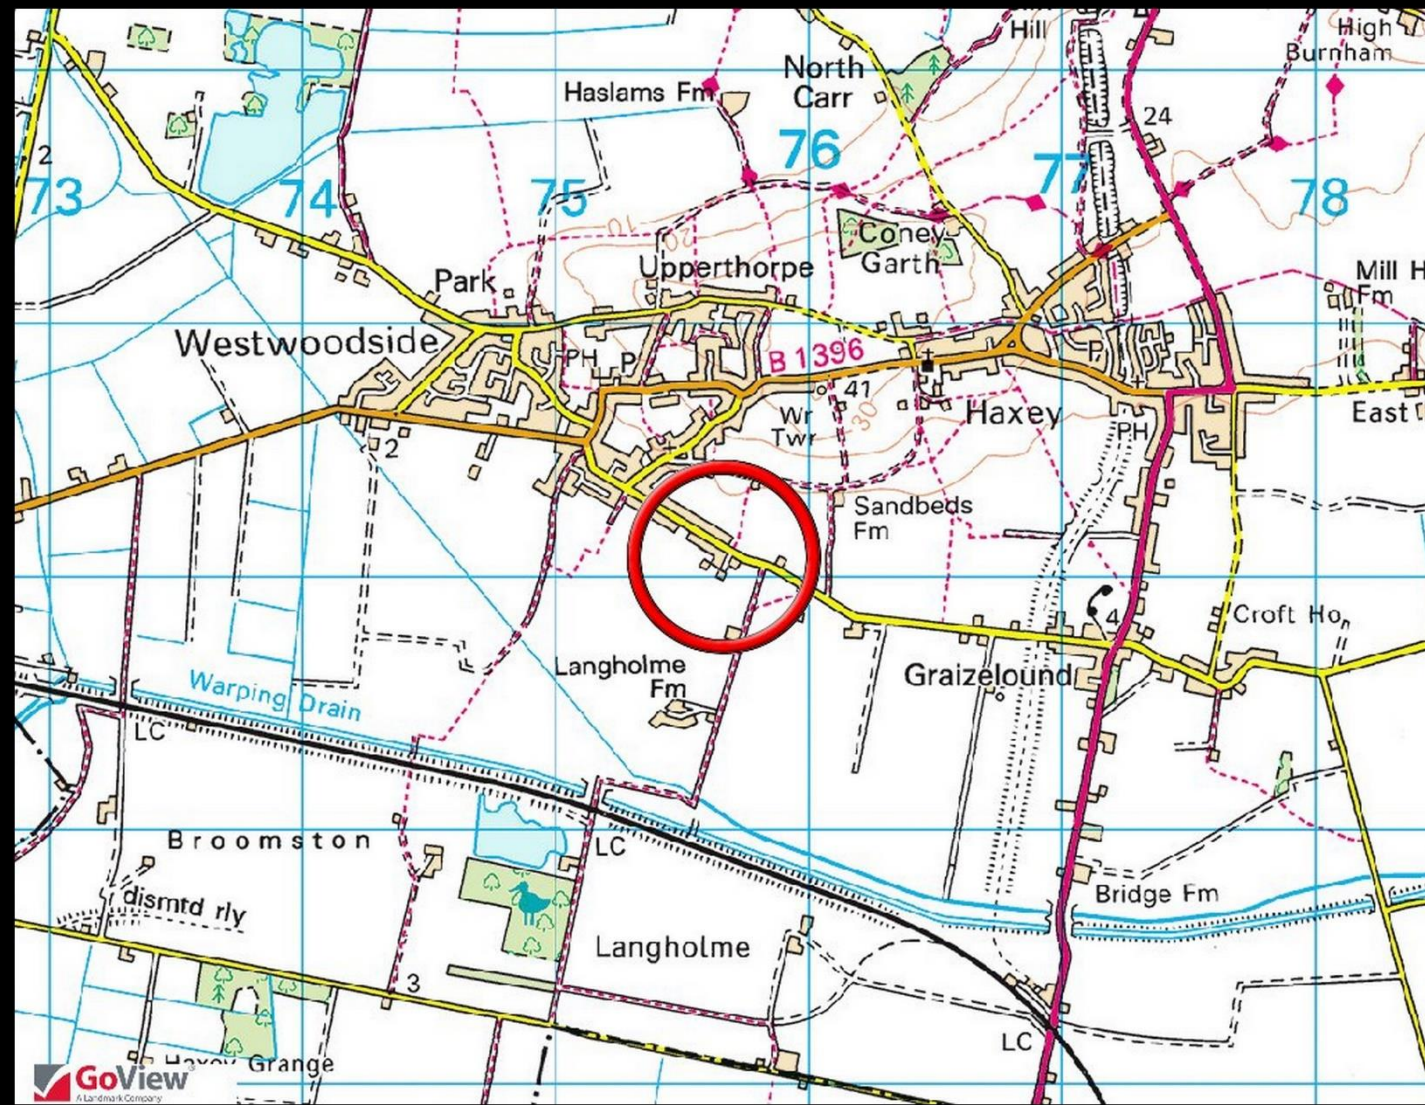 Hill
High
Burnham
North
Carr
Haslams Fm
24
76
2
73
74
75
77
78
10
20
Coney
Garth
Park
Upperthorpe
Mill H
Fm
Westwoodside
PH
P
B 1396
P
41
Wr
Twr
30
Haxey
East
PH
2
Sandbeds
Fm
4
Croft Ho
Langholme
Fm
Graizelound
Warping Drain
LC
Broomston
LC
dismtd rly
Bridge Fm
Langholme
3
LC
Haxey Grange
GoView
A Landmark Company